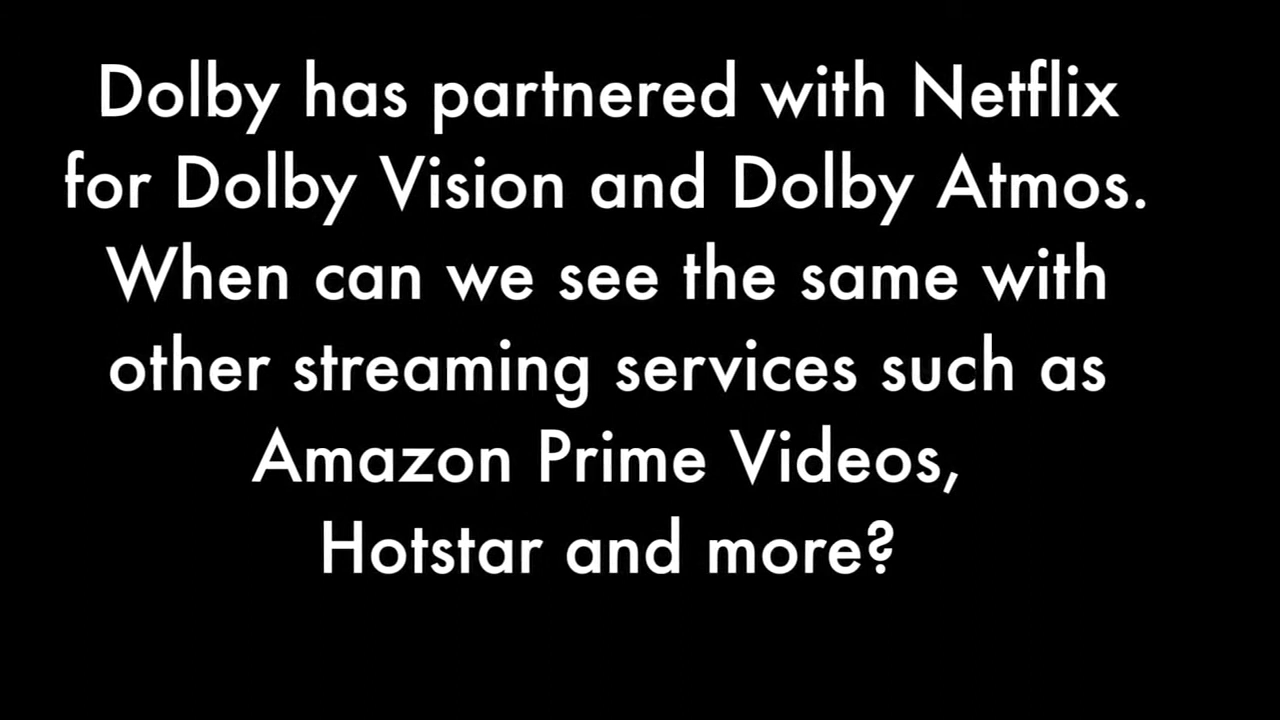 Dolby has partnered with Netflix
for Dolby Vision and Dolby Atmos.
When can we see the same with
other streaming services such as
Amazon Prime Videos,
Hotstar and more?